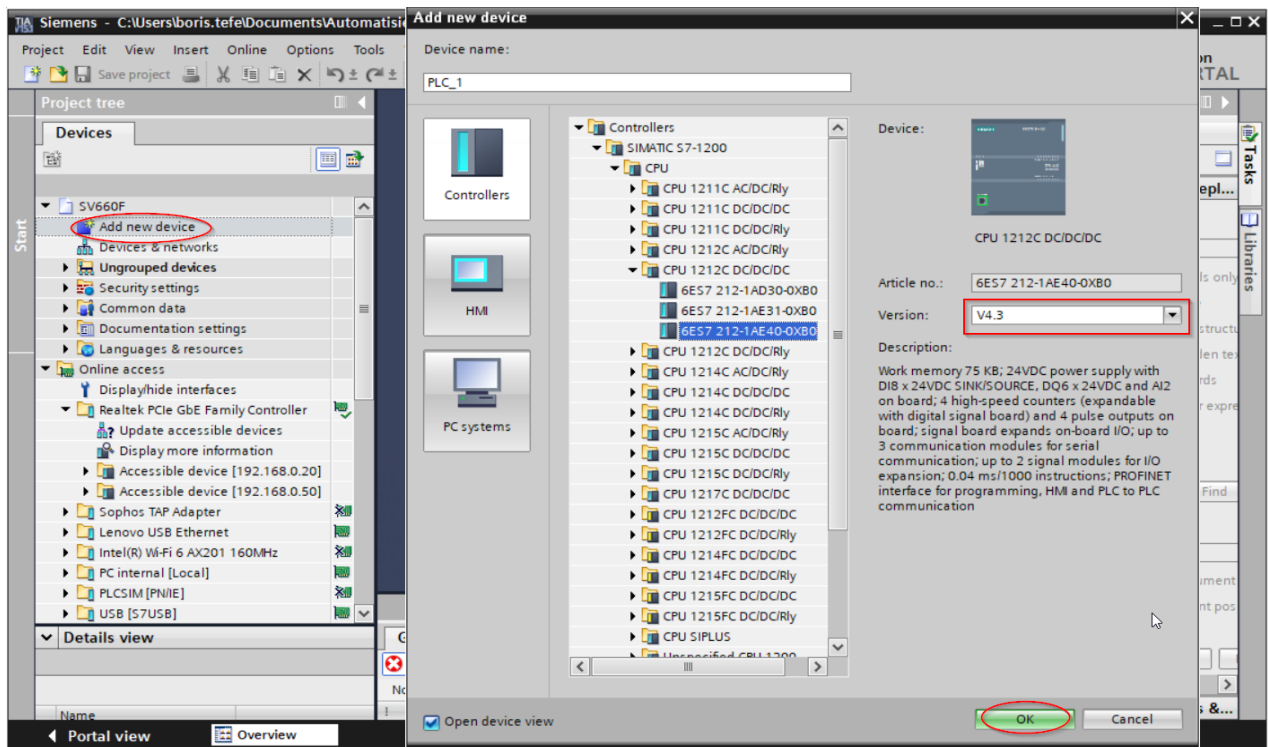 Siemens - C:\Users\boris.tefe\Documents\Automatisie
Project Edit View Insert Online Options Tools
Save project
Project tree
Devices
Start
SV660F
Add new device
Devices & networks
Ungrouped devices
Security settings
Common data
Documentation settings
Languages & resources
Online access
Display/hide interfaces
Realtek PCIe GbE Family Controller
Update accessible devices
Display more information
Accessible device [192.168.0.20]
Accessible device [192.168.0.50]
Sophos TAP Adapter
Lenovo USB Ethernet
Intel(R) Wi-Fi 6 AX201 160MHz
PC internal [Local]
PLCSIM [PN/IE]
USB [S7USB]
Details view
Name
Portal view
Overview
Add new device
Device name:
PLC_1
Controllers
HMI
PC systems
Controllers
SIMATIC S7-1200
CPU
CPU 1211C AC/DC/Rly
CPU 1211C DC/DC/DC
CPU 1211C DC/DC/Rly
CPU 1212C AC/DC/Rly
CPU 1212C DC/DC/DC
6ES7 212-1AD30-0XB0
6ES7 212-1AE31-0XB0
6ES7 212-1AE40-0XB0
CPU 1212C DC/DC/Rly
CPU 1214C AC/DC/Rly
CPU 1214C DC/DC/DC
CPU 1214C DC/DC/Rly
CPU 1215C AC/DC/Rly
CPU 1215C DC/DC/DC
CPU 1215C DC/DC/Rly
CPU 1217C DC/DC/DC
CPU 1212FC DC/DC/DC
CPU 1212FC DC/DC/Rly
CPU 1214FC DC/DC/DC
CPU 1214FC DC/DC/Rly
CPU 1215FC DC/DC/DC
CPU 1215FC DC/DC/Rly
CPU SIPLUS
Unspecified CPU 1200
Device:
CPU 1212C DC/DC/DC
Article no.: 6ES7 212-1AE40-0XB0
Version: V4.3
Description:
Work memory 75 KB; 24VDC power supply with
DI8 x 24VDC SINK/SOURCE, DQ6 x 24VDC and AI2
on board; 4 high-speed counters (expandable
with digital signal board) and 4 pulse outputs on
board; signal board expands on-board I/O; up to
3 communication modules for serial
communication; up to 2 signal modules for I/O
expansion; 0.04 ms/1000 instructions; PROFINET
interface for programming, HMI and PLC to PLC
communication
Open device view
OK
Cancel
Tasks
Libraries
Find